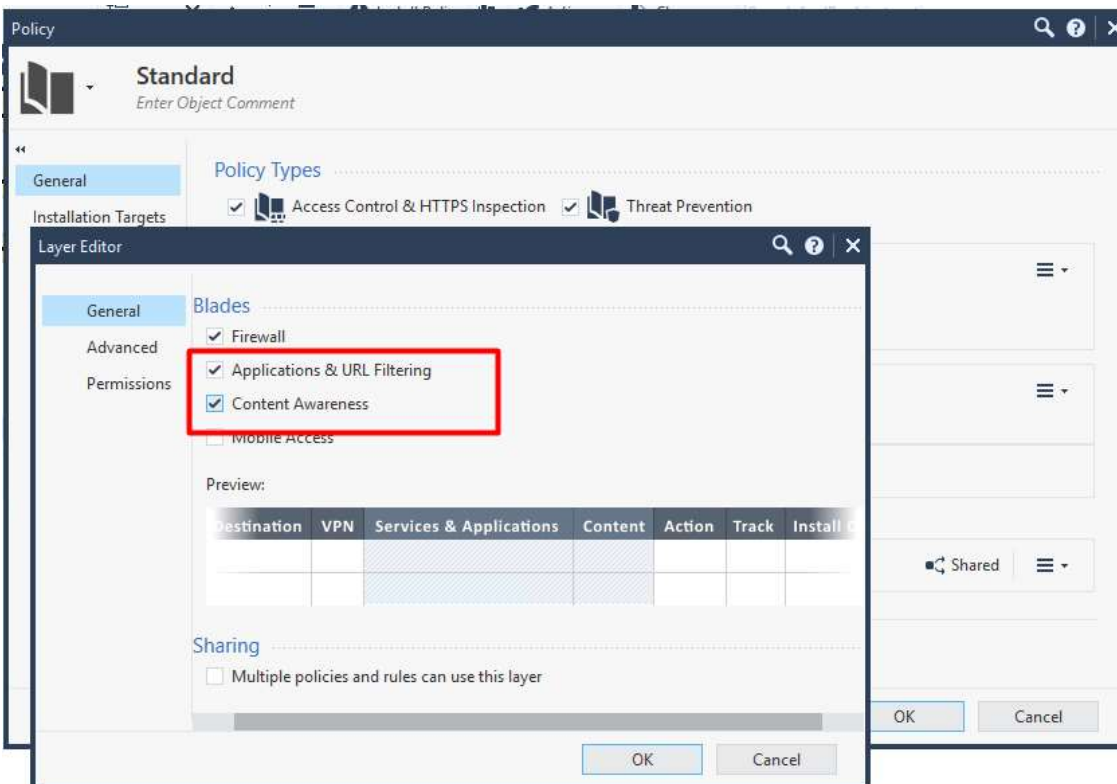 Policy
Standard
Enter Object Comment
General
Installation Targets
Policy Types
Access Control & HTTPS Inspection
Threat Prevention
Layer Editor
General
Advanced
Permissions
Blades
Firewall
Applications & URL Filtering
Content Awareness
Mobile Access
Preview:
Destination VPN Services & Applications Content Action Track Install
Sharing
Multiple policies and rules can use this layer
OK Cancel
Shared
OK Cancel